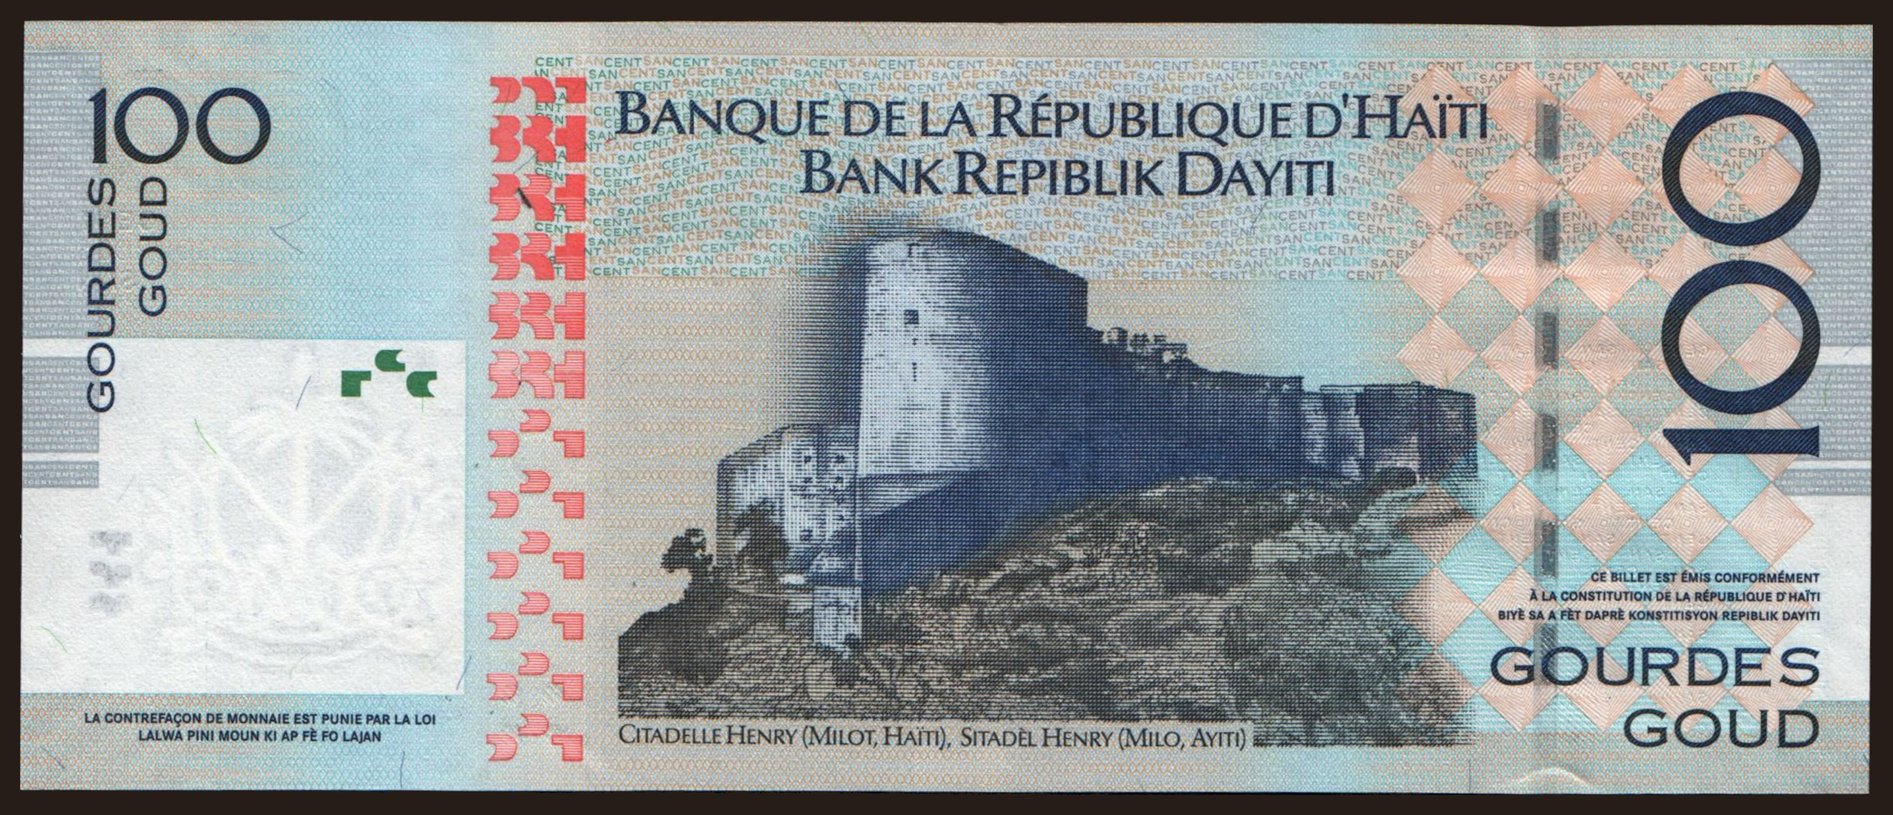 100
GOURDES
GOUD
BANQUE DE LA RÉPUBLIQUE D'HAÏTI
BANK REPIBLIK DAYITI
100
CE BILLET EST ÉMIS CONFORMÉMENT
À LA CONSTITUTION DE LA RÉPUBLIQUE D'HAÏTI
BIYÈ SA A FÈT DAPRÈ KONSTITISYON REPIBLIK DAYITI
GOURDES
GOUD
LA CONTREFAÇON DE MONNAIE EST PUNIE PAR LA LOI
LALWA PINI MOUN KI AP FÈ FO LAJAN
CITADELLE HENRY (MILOT, HAÏTI), SITADÈL HENRY (MILO, AYITI)